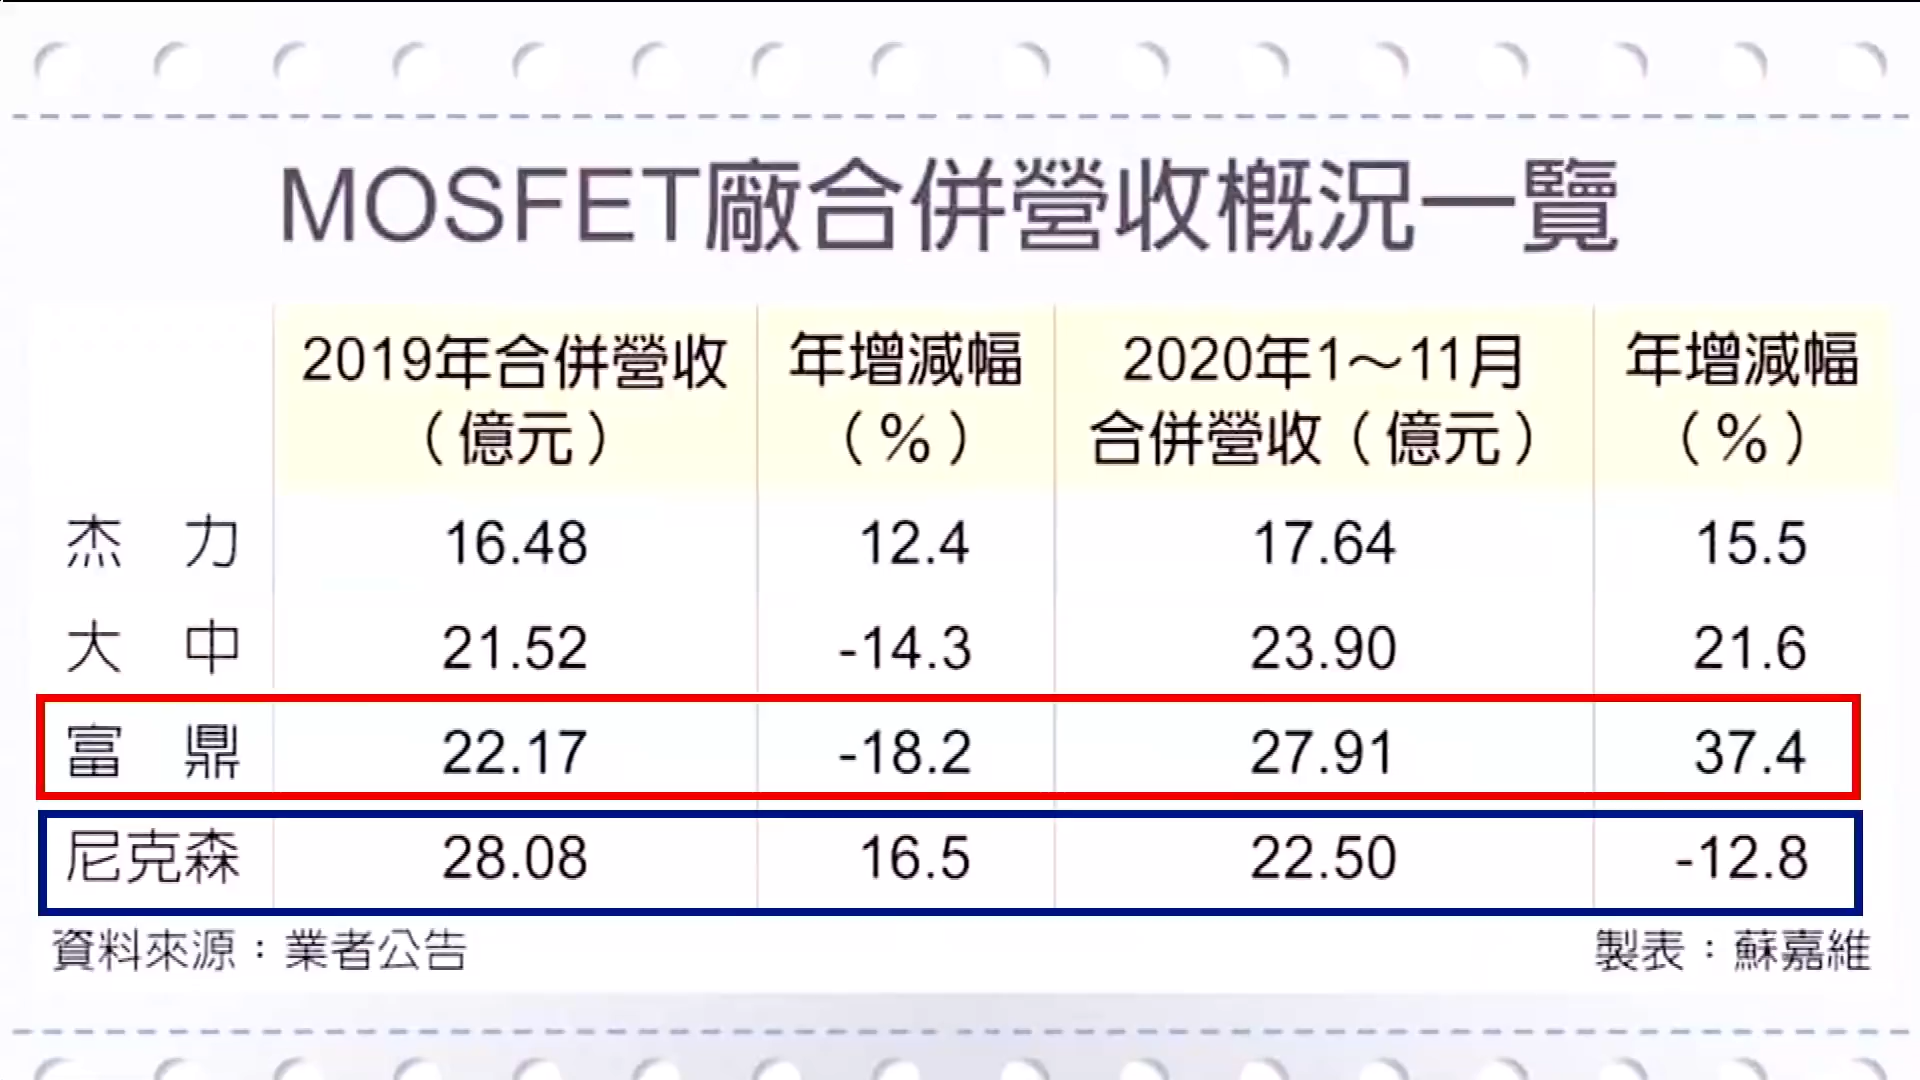 MOSFET廠合併營收概況一覽
2019年合併營收 年增減幅 2020年1～11月 年增減幅
（億元） （%） 合併營收（億元） （%）
杰 力 16.48 12.4 17.64 15.5
大 中 21.52 -14.3 23.90 21.6
富 鼎 22.17 -18.2 27.91 37.4
尼克森 28.08 16.5 22.50 -12.8
資料來源：業者公告 製表：蘇嘉維